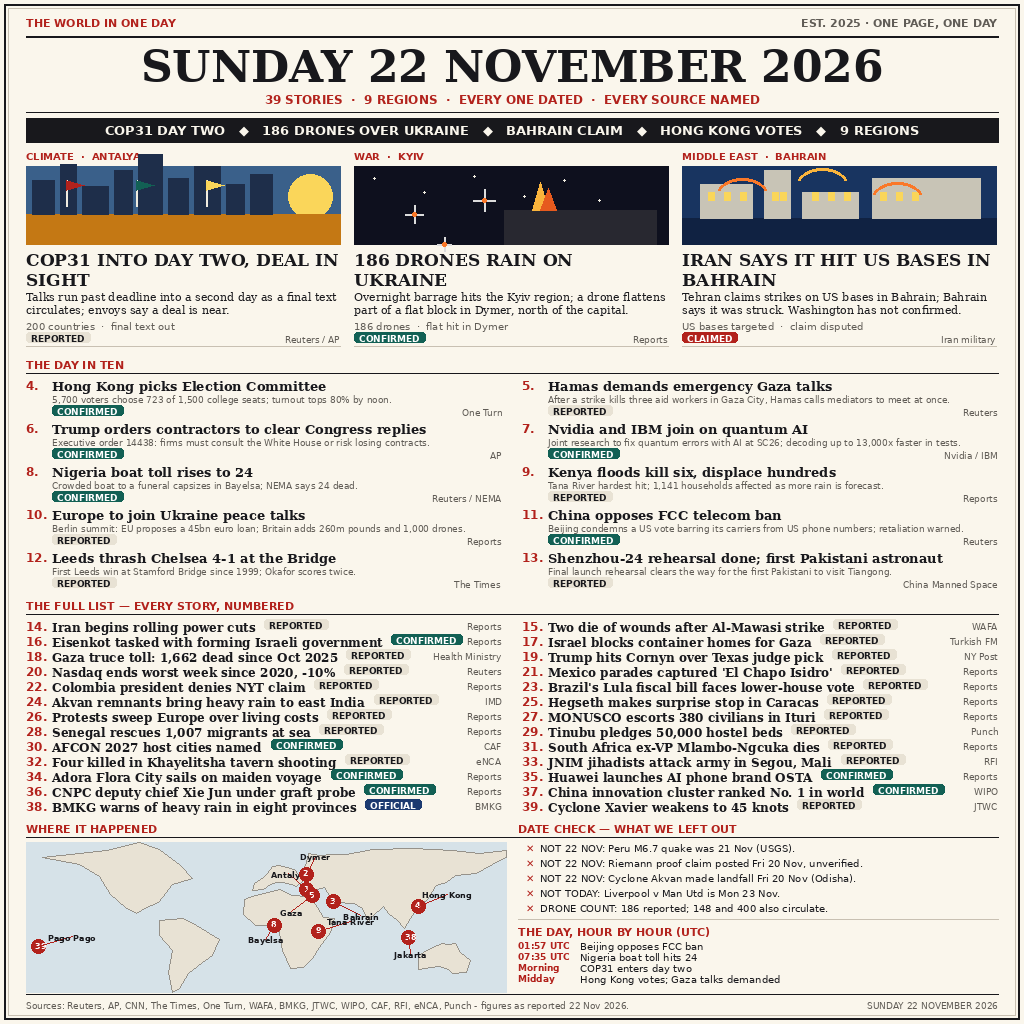 THE WORLD IN ONE DAY
EST. 2025 · ONE PAGE, ONE DAY
SUNDAY 22 NOVEMBER 2026
39 STORIES · 9 REGIONS · EVERY ONE DATED · EVERY SOURCE NAMED
COP31 DAY TWO ◆ 186 DRONES OVER UKRAINE ◆ BAHRAIN CLAIM ◆ HONG KONG VOTES ◆ 9 REGIONS
CLIMATE · ANTALYA
COP31 INTO DAY TWO, DEAL IN
SIGHT
Talks run past deadline into a second day as a final text
circulates; envoys say a deal is near.
200 countries · final text out
REPORTED
Reuters / AP
WAR · KYIV
186 DRONES RAIN ON
UKRAINE
Overnight barrage hits the Kyiv region; a drone flattens
part of a flat block in Dymer, north of the capital.
186 drones · flat hit in Dymer
CONFIRMED
Reports
MIDDLE EAST · BAHRAIN
IRAN SAYS IT HIT US BASES IN
BAHRAIN
Tehran claims strikes on US bases in Bahrain; Bahrain
says it was struck. Washington has not confirmed.
US bases targeted · claim disputed
CLAIMED
Iran military
THE DAY IN TEN
4. Hong Kong picks Election Committee
5,700 voters choose 723 of 1,500 college seats; turnout tops 80% by noon.
CONFIRMED
One Turn
5. Hamas demands emergency Gaza talks
After a strike kills three aid workers in Gaza City, Hamas calls mediators to meet at once.
REPORTED
Reuters
6. Trump orders contractors to clear Congress replies
Executive order 14438: firms must consult the White House or risk losing contracts.
CONFIRMED
AP
7. Nvidia and IBM join on quantum AI
Joint research to fix quantum errors with AI at SC26; decoding up to 13,000x faster in tests.
CONFIRMED
Nvidia / IBM
8. Nigeria boat toll rises to 24
Crowded boat to a funeral capsizes in Bayelsa; NEMA says 24 dead.
CONFIRMED
Reuters / NEMA
9. Kenya floods kill six, displace hundreds
Tana River hardest hit; 1,141 households affected as more rain is forecast.
REPORTED
Reports
10. Europe to join Ukraine peace talks
Berlin summit: EU proposes a 45bn euro loan; Britain adds 260m pounds and 1,000 drones.
REPORTED
Reports
11. China opposes FCC telecom ban
Beijing condemns a US vote barring its carriers from US phone numbers; retaliation warned.
CONFIRMED
Reuters
12. Leeds thrash Chelsea 4-1 at the Bridge
First Leeds win at Stamford Bridge since 1999; Okafor scores twice.
REPORTED
The Times
13. Shenzhou-24 rehearsal done; first Pakistani astronaut
Final launch rehearsal clears the way for the first Pakistani to visit Tiangong.
REPORTED
China Manned Space
THE FULL LIST — EVERY STORY, NUMBERED
14. Iran begins rolling power cuts REPORTED Reports
15. Two die of wounds after Al-Mawasi strike REPORTED WAFA
16. Eisenkot tasked with forming Israeli government CONFIRMED Reports
17. Israel blocks container homes for Gaza REPORTED Turkish FM
18. Gaza truce toll: 1,662 dead since Oct 2025 REPORTED Health Ministry
19. Trump hits Cornyn over Texas judge pick REPORTED NY Post
20. Nasdaq ends worst week since 2020, -10% REPORTED Reuters
21. Mexico parades captured 'El Chapo Isidro' REPORTED Reports
22. Colombia president denies NYT claim REPORTED Reports
23. Brazil's Lula fiscal bill faces lower-house vote REPORTED Reports
24. Akvan remnants bring heavy rain to east India REPORTED IMD
25. Hegseth makes surprise stop in Caracas REPORTED Reports
26. Protests sweep Europe over living costs REPORTED Reports
27. MONUSCO escorts 380 civilians in Ituri REPORTED Reports
28. Senegal rescues 1,007 migrants at sea REPORTED Reports
29. Tinubu pledges 50,000 hostel beds REPORTED Punch
30. AFCON 2027 host cities named CONFIRMED CAF
31. South Africa ex-VP Mlambo-Ngcuka dies REPORTED Reports
32. Four killed in Khayelitsha tavern shooting REPORTED eNCA
33. JNIM jihadists attack army in Segou, Mali REPORTED RFI
34. Adora Flora City sails on maiden voyage CONFIRMED Reports
35. Huawei launches AI phone brand OSTA CONFIRMED Reports
36. CNPC deputy chief Xie Jun under graft probe CONFIRMED Reports
37. China innovation cluster ranked No. 1 in world CONFIRMED WIPO
38. BMKG warns of heavy rain in eight provinces OFFICIAL BMKG
39. Cyclone Xavier weakens to 45 knots REPORTED JTWC
WHERE IT HAPPENED
Dymer
2
Antaly
5
Gaza
3
Bahrain
Hong Kong
4
8
Bayelsa
Tana River
9
Pago Pago
38
Jakarta
DATE CHECK — WHAT WE LEFT OUT
✕ NOT 22 NOV: Peru M6.7 quake was 21 Nov (USGS).
✕ NOT 22 NOV: Riemann proof claim posted Fri 20 Nov, unverified.
✕ NOT 22 NOV: Cyclone Akvan made landfall Fri 20 Nov (Odisha).
✕ NOT TODAY: Liverpool v Man Utd is Mon 23 Nov.
✕ DRONE COUNT: 186 reported; 148 and 400 also circulate.
THE DAY, HOUR BY HOUR (UTC)
01:57 UTC Beijing opposes FCC ban
07:35 UTC Nigeria boat toll hits 24
Morning COP31 enters day two
Midday Hong Kong votes; Gaza talks demanded
Sources: Reuters, AP, CNN, The Times, One Turn, WAFA, BMKG, JTWC, WIPO, CAF, RFI, eNCA, Punch - figures as reported 22 Nov 2026.
SUNDAY 22 NOVEMBER 2026